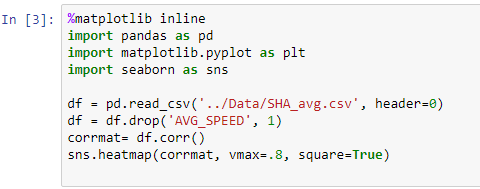 In [3]: %matplotlib inline
import pandas as pd
import matplotlib.pyplot as plt
import seaborn as sns
df = pd.read_csv('../Data/SHA_avg.csv', header=0)
df = df.drop('AVG_SPEED', 1)
corrmat= df.corr()
sns.heatmap(corrmat, vmax=.8, square=True)